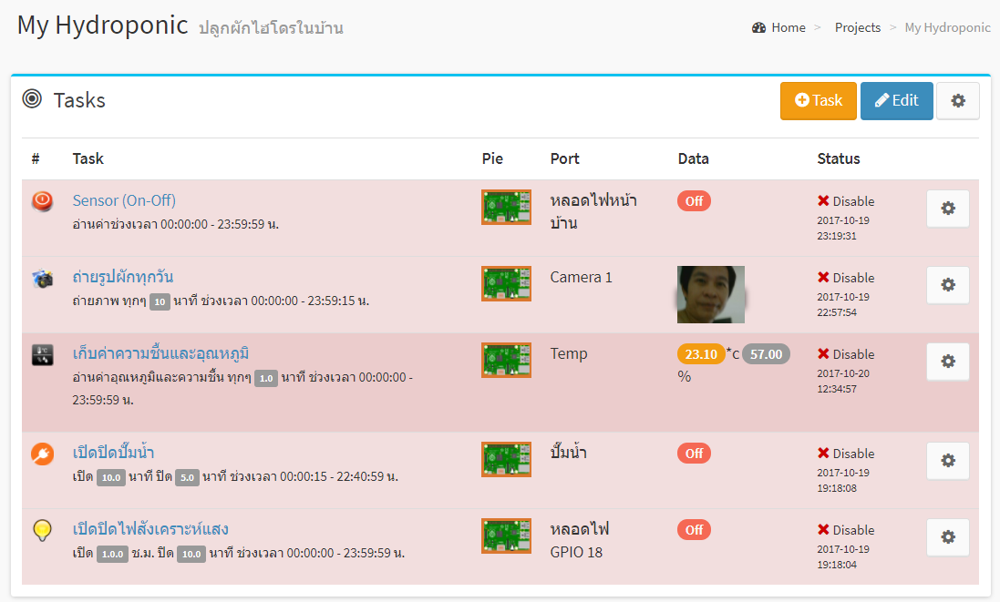 My Hydroponic ปลูกผักไฮโดรในบ้าน
Home > Projects > My Hydroponic
Tasks
Task Edit
# Task Pie Port Data Status
Sensor (On-Off)
อ่านค่าช่วงเวลา 00:00:00 - 23:59:59 น.
หลอดไฟหน้า
บ้าน
Off
Disable
2017-10-19
23:19:31
ถ่ายรูปผักทุกวัน
ถ่ายภาพ ทุกๆ 10 นาที ช่วงเวลา 00:00:00 - 23:59:15 น.
Camera 1
Disable
2017-10-19
22:57:54
เก็บค่าความชื้นและอุณหภูมิ
อ่านค่าอุณหภูมิและความชื้น ทุกๆ 1.0 นาที ช่วงเวลา 00:00:00 -
23:59:59 น.
Temp
23.10 *c 57.00
%
Disable
2017-10-20
12:34:57
เปิดปิดปั๊มน้ำ
เปิด 10.0 นาที ปิด 5.0 นาที ช่วงเวลา 00:00:15 - 22:40:59 น.
ปั๊มน้ำ
Off
Disable
2017-10-19
19:18:08
เปิดปิดไฟสังเคราะห์แสง
เปิด 1.0.0 ช.ม. ปิด 10.0 นาที ช่วงเวลา 00:00:00 - 23:59:59 น.
หลอดไฟ
GPIO 18
Off
Disable
2017-10-19
19:18:04